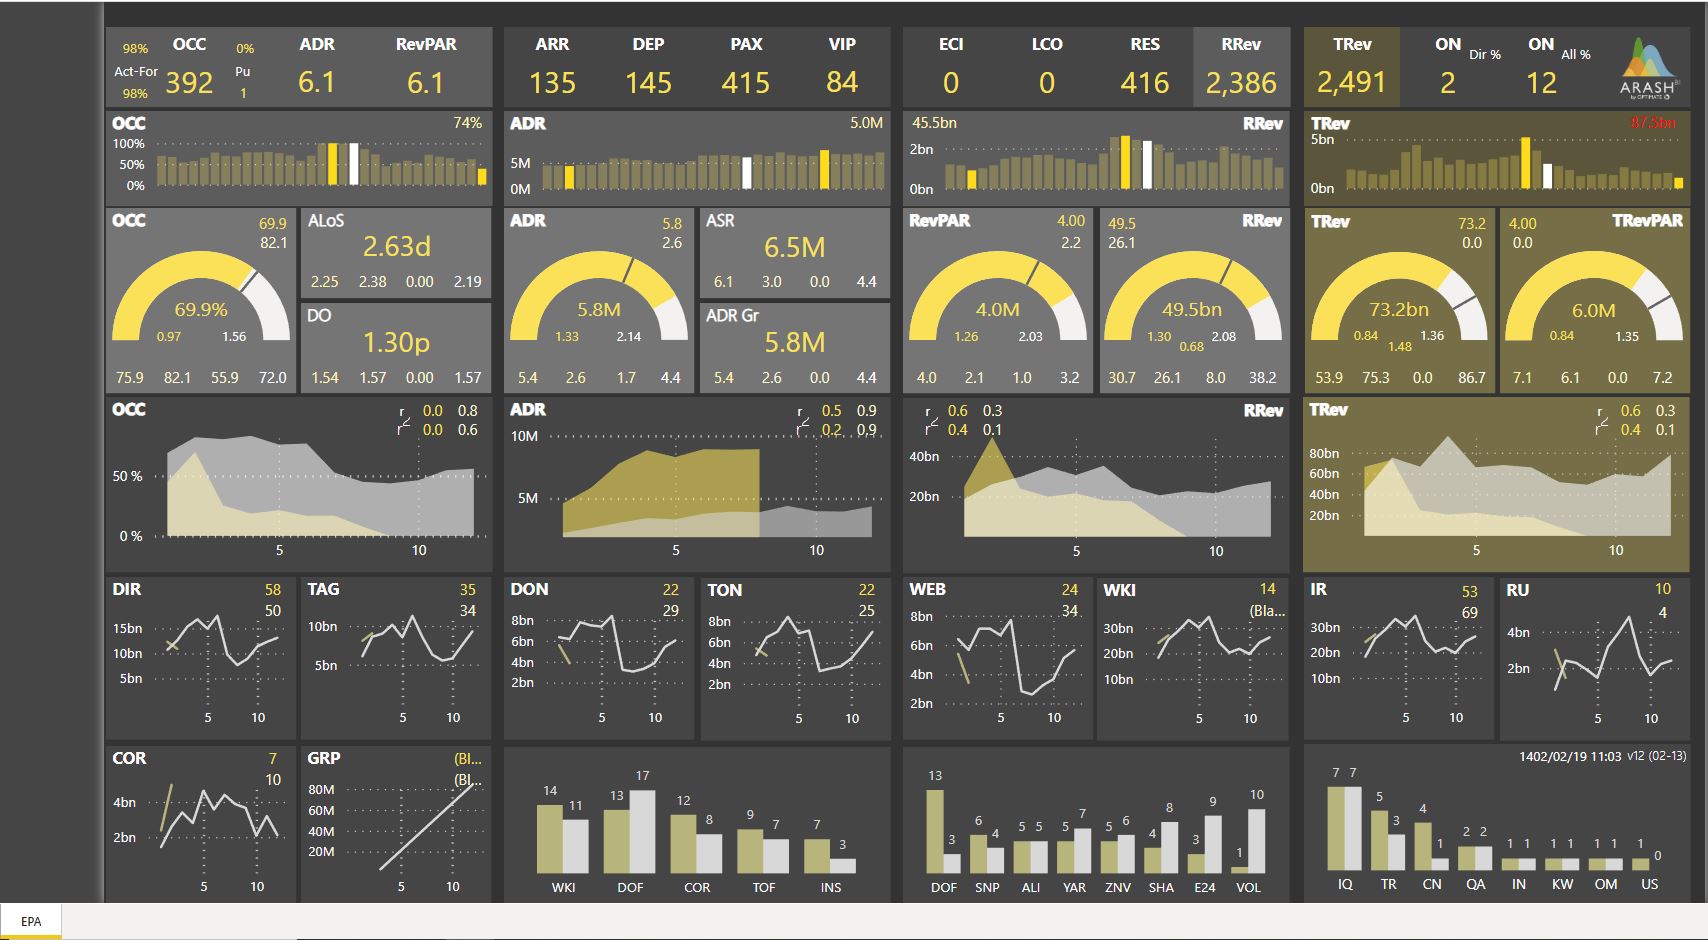 98% OCC 0% ADR RevPAR
Act-For 392 Pu 6.1 6.1
98% 1
ARR DEP PAX VIP
135 145 415 84
ECI LCO RES RRev
0 0 416 2,386
TRev ON Dir % ON All %
2,491 2 12
ARASH BI
by OPTIMATE
OCC 74%
100%
50%
0%
ADR 5.0M
5M
0M
45.5bn RRev
2bn
0bn
TRev 87.5bn
5bn
0bn
OCC 69.9
82.1
69.9%
0.97 1.56
75.9 82.1 55.9 72.0
ALoS
2.63d
2.25 2.38 0.00 2.19
DO
1.30p
1.54 1.57 0.00 1.57
ADR 5.8
2.6
5.8M
1.33 2.14
5.4 2.6 1.7 4.4
ASR
6.5M
6.1 3.0 0.0 4.4
ADR Gr
5.8M
5.4 2.6 0.0 4.4
RevPAR 4.00
2.2
4.0M
1.26 2.03
4.0 2.1 1.0 3.2
49.5 RRev
26.1
49.5bn
1.30 0.68 2.08
30.7 26.1 8.0 38.2
TRev 73.2
0.0
73.2bn
0.84 1.48 1.36
53.9 75.3 0.0 86.7
4.00 TRevPAR
0.0
6.0M
0.84 1.35
7.1 6.1 0.0 7.2
OCC r 0.0 0.8
r2 0.0 0.6
50 %
0 %
5 10
ADR r 0.5 0.9
r2 0.2 0.9
10M
5M
5 10
r 0.6 0.3 RRev
r2 0.4 0.1
40bn
20bn
5 10
TRev r 0.6 0.3
r2 0.4 0.1
80bn
60bn
40bn
20bn
5 10
DIR 58
50
15bn
10bn
5bn
5 10
TAG 35
34
10bn
5bn
5 10
DON 22
29
8bn
6bn
4bn
2bn
5 10
TON 22
25
8bn
6bn
4bn
2bn
5 10
WEB 24
34
8bn
6bn
4bn
2bn
5 10
WKI 14
(Bla...
30bn
20bn
10bn
5 10
IR 53
69
30bn
20bn
10bn
5 10
RU 10
4
4bn
2bn
5 10
COR 7
10
4bn
2bn
5 10
GRP (Bl...
(Bl...
80M
60M
40M
20M
5 10
14 11 13 17 12 8 9 7 7 3
WKI DOF COR TOF INS
13 3 6 4 5 5 5 7 5 6 4 8 3 9 1 10
DOF SNP ALI YAR ZNV SHA E24 VOL
1402/02/19 11:03 v12 (02-13)
7 7 5 3 4 1 2 2 1 1 1 1 1 1 1 0
IQ TR CN QA IN KW OM US
EPA